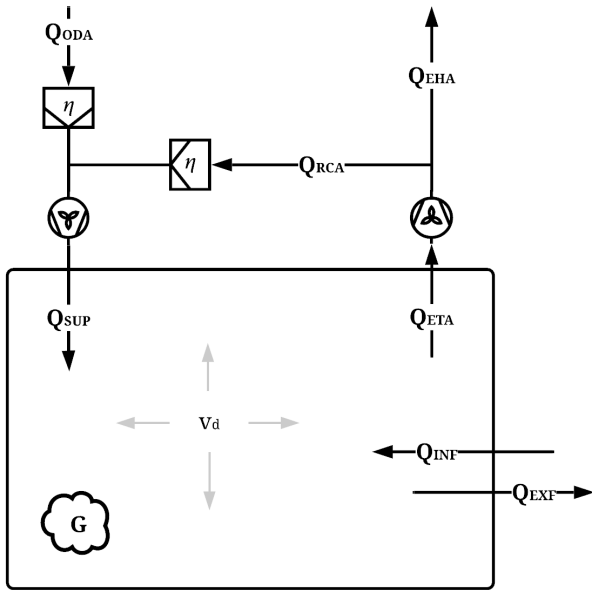 QODA
QEHA
η
η
QRCA
QSUP
QETA
Vd
QINF
QEXF
G